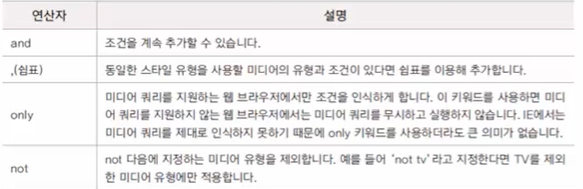 연산자 설명
and 조건을 계속 추가할 수 있습니다.
,(쉼표) 동일한 스타일 유형을 사용할 미디어의 유형과 조건이 있다면 쉼표를 이용해 추가합니다.
미디어 쿼리를 지원하는 웹 브라우저에서만 조건을 인식하게 합니다. 이 키워드를 사용하면 미디
어 쿼리를 지원하지 않는 웹 브라우저에서는 미디어 쿼리를 무시하고 실행하지 않습니다. IE에서는
only
미디어 쿼리를 제대로 인식하지 못하기 때문에 only 키워드를 사용하더라도 큰 의미가 없습니다.
not 다음에 지정하는 미디어 유형을 제외합니다. 예를 들어 ‘not tv’라고 지정한다면 TV를 제외
not
한 미디어 유형에만 적용합니다.